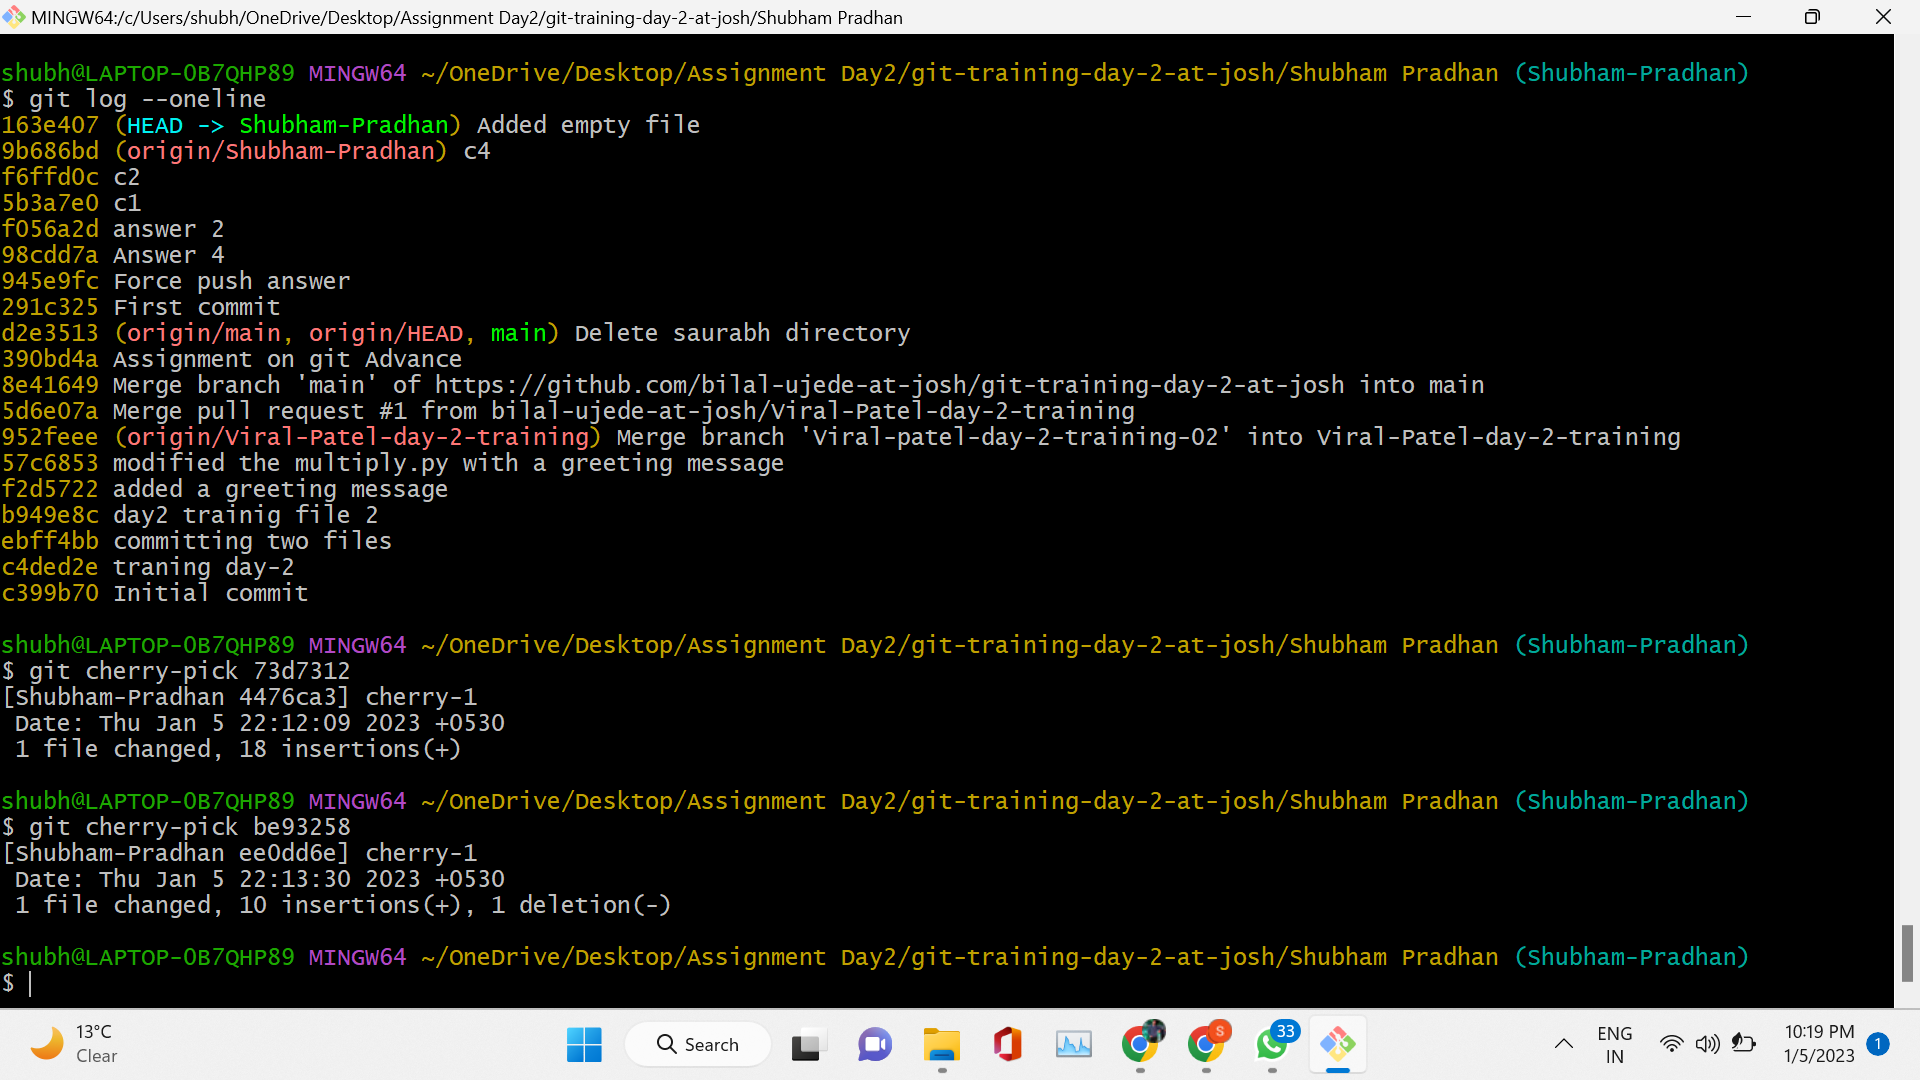 MINGW64:/c/Users/shubh/OneDrive/Desktop/Assignment Day2/git-training-day-2-at-josh/Shubham Pradhan
shubh@LAPTOP-0B7QHP89 MINGW64 ~/OneDrive/Desktop/Assignment Day2/git-training-day-2-at-josh/Shubham Pradhan (Shubham-Pradhan)
$ git log --oneline
163e407 (HEAD -> Shubham-Pradhan) Added empty file
9b686bd (origin/Shubham-Pradhan) c4
f6ffd0c c2
5b3a7e0 c1
f056a2d answer 2
98cdd7a Answer 4
945e9fc Force push answer
291c325 First commit
d2e3513 (origin/main, origin/HEAD, main) Delete saurabh directory
390bd4a Assignment on git Advance
8e41649 Merge branch 'main' of https://github.com/bilal-ujede-at-josh/git-training-day-2-at-josh into main
5d6e07a Merge pull request #1 from bilal-ujede-at-josh/Viral-Patel-day-2-training
952feee (origin/Viral-Patel-day-2-training) Merge branch 'Viral-patel-day-2-training-02' into Viral-Patel-day-2-training
57c6853 modified the multiply.py with a greeting message
f2d5722 added a greeting message
b949e8c day2 trainig file 2
ebff4bb committing two files
c4ded2e traning day-2
c399b70 Initial commit
shubh@LAPTOP-0B7QHP89 MINGW64 ~/OneDrive/Desktop/Assignment Day2/git-training-day-2-at-josh/Shubham Pradhan (Shubham-Pradhan)
$ git cherry-pick 73d7312
[Shubham-Pradhan 4476ca3] cherry-1
Date: Thu Jan 5 22:12:09 2023 +0530
1 file changed, 18 insertions(+)
shubh@LAPTOP-0B7QHP89 MINGW64 ~/OneDrive/Desktop/Assignment Day2/git-training-day-2-at-josh/Shubham Pradhan (Shubham-Pradhan)
$ git cherry-pick be93258
[Shubham-Pradhan ee0dd6e] cherry-1
Date: Thu Jan 5 22:13:30 2023 +0530
1 file changed, 10 insertions(+), 1 deletion(-)
shubh@LAPTOP-0B7QHP89 MINGW64 ~/OneDrive/Desktop/Assignment Day2/git-training-day-2-at-josh/Shubham Pradhan (Shubham-Pradhan)
$
13°C
Clear
Search
S
33
ENG
IN
10:19 PM
1/5/2023
1